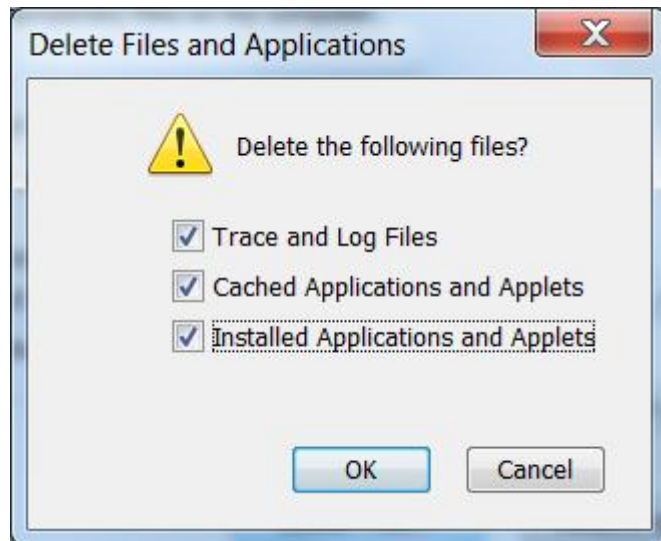 Delete Files and Applications
Delete the following files?
Trace and Log Files
Cached Applications and Applets
Installed Applications and Applets
OK Cancel